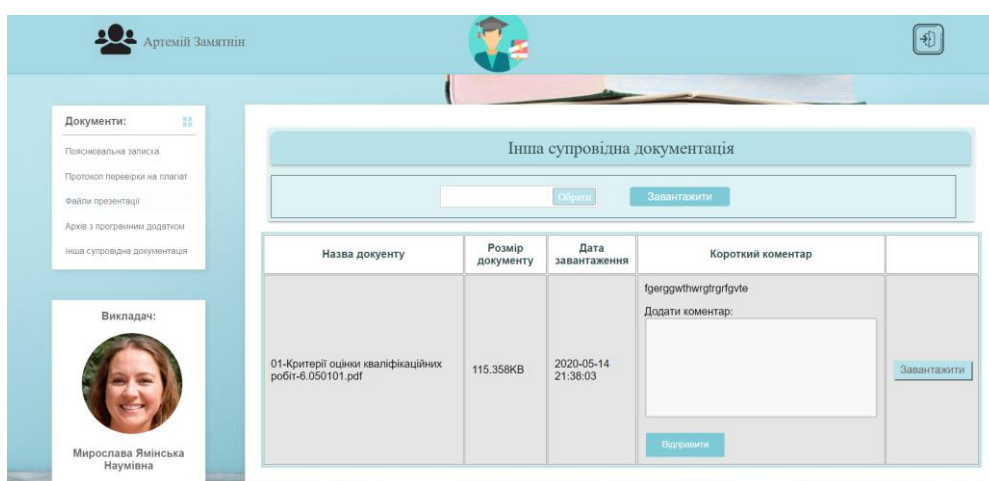 Артемій Замятнін
Документи:
Пояснювальна записка
Протокол перевірки на плагіат
Файли презентації
Архів з програмним додатком
Інша супровідна документація
Викладач:
Мирослава Ямінська
Наумівна
Інша супровідна документація
Обрати
Завантажити
Назва докуенту
Розмір
документу
Дата
завантаження
Короткий коментар
01-Критерії оцінки кваліфікаційних
робіт-6.050101.pdf
115.358KB
2020-05-14
21:38:03
fgerggwthwrgtrgrfgvte
Додати коментар:
Відправити
Завантажити